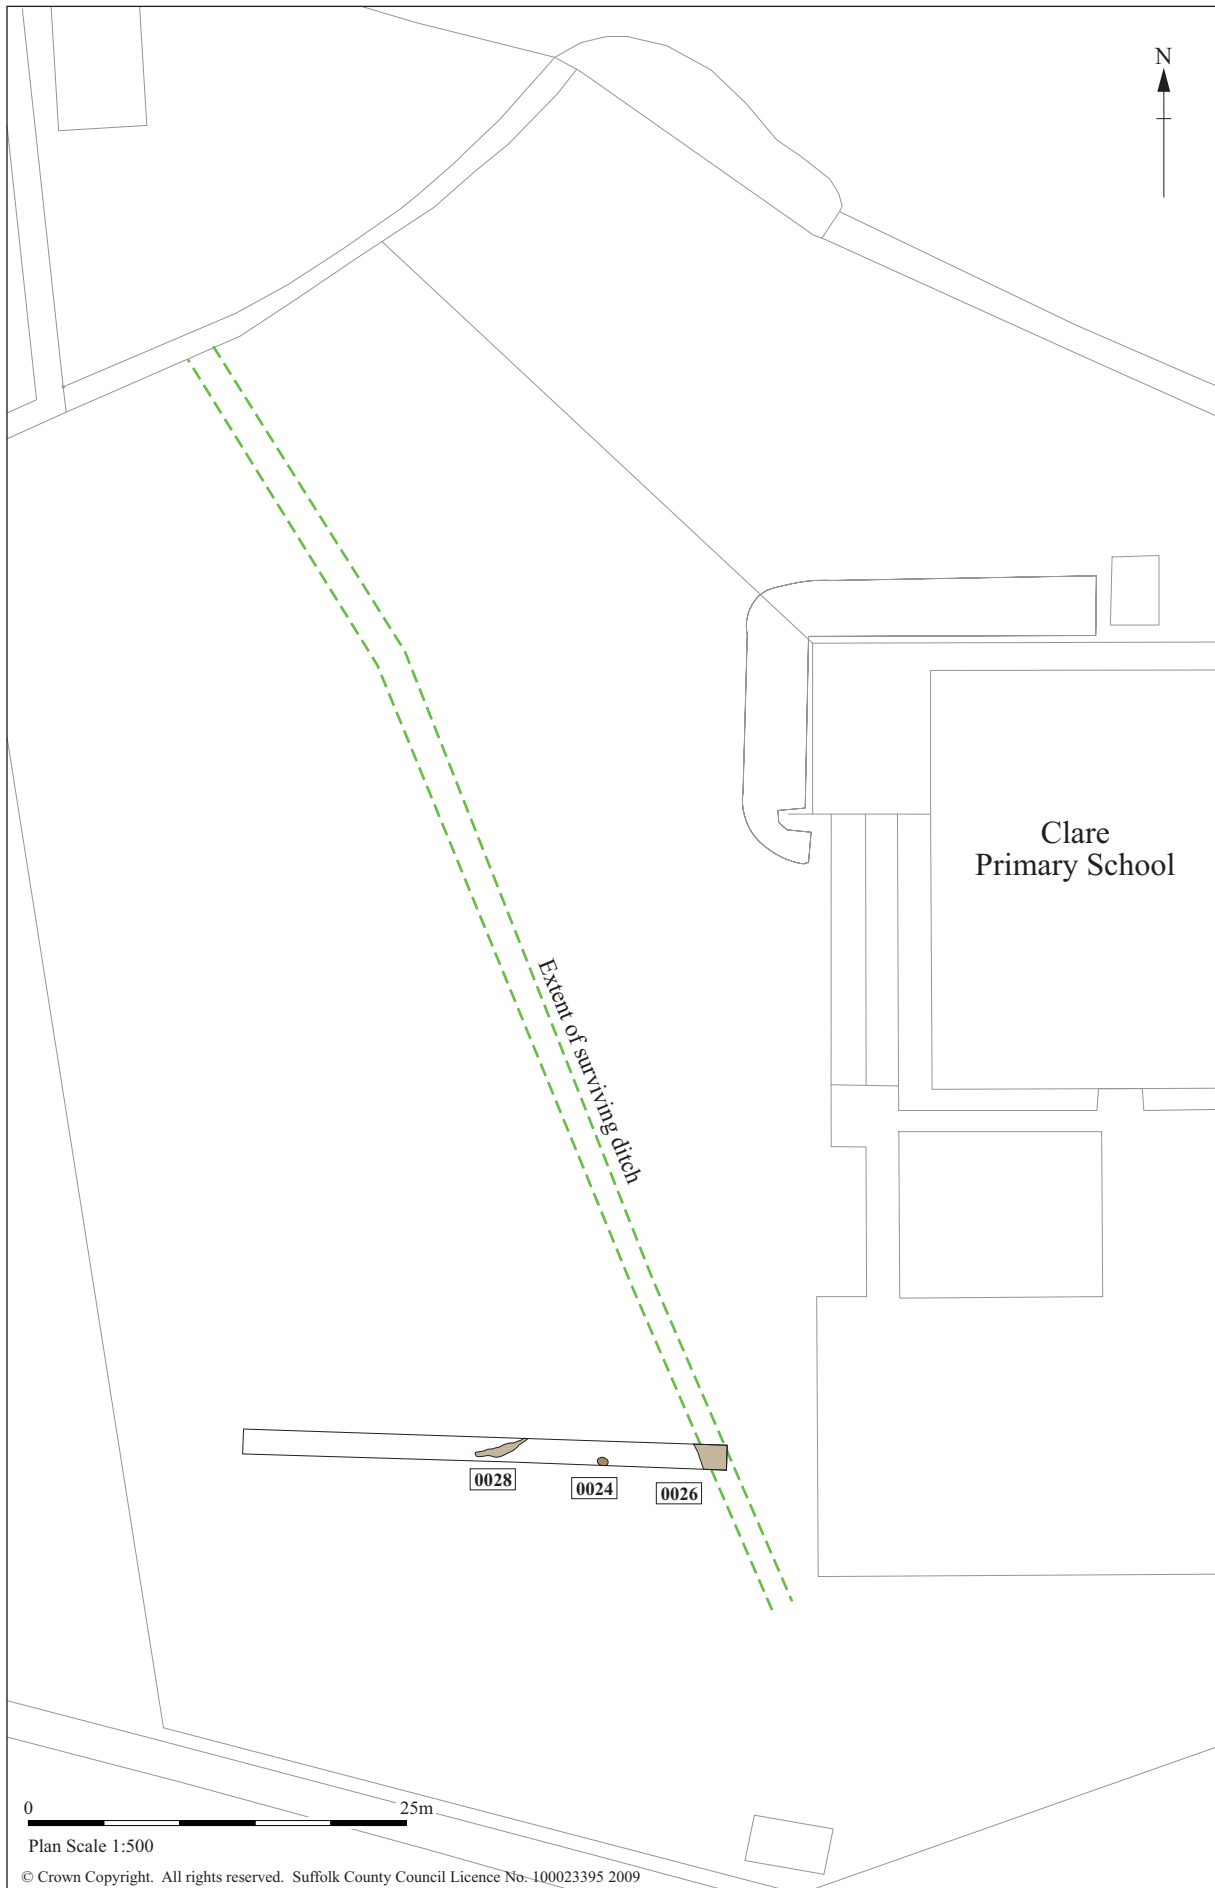 N
Clare
Primary School
Extent of surviving ditch
0028
0024
0026
0
25m
Plan Scale 1:500
© Crown Copyright. All rights reserved. Suffolk County Council Licence No. 100023395 2009